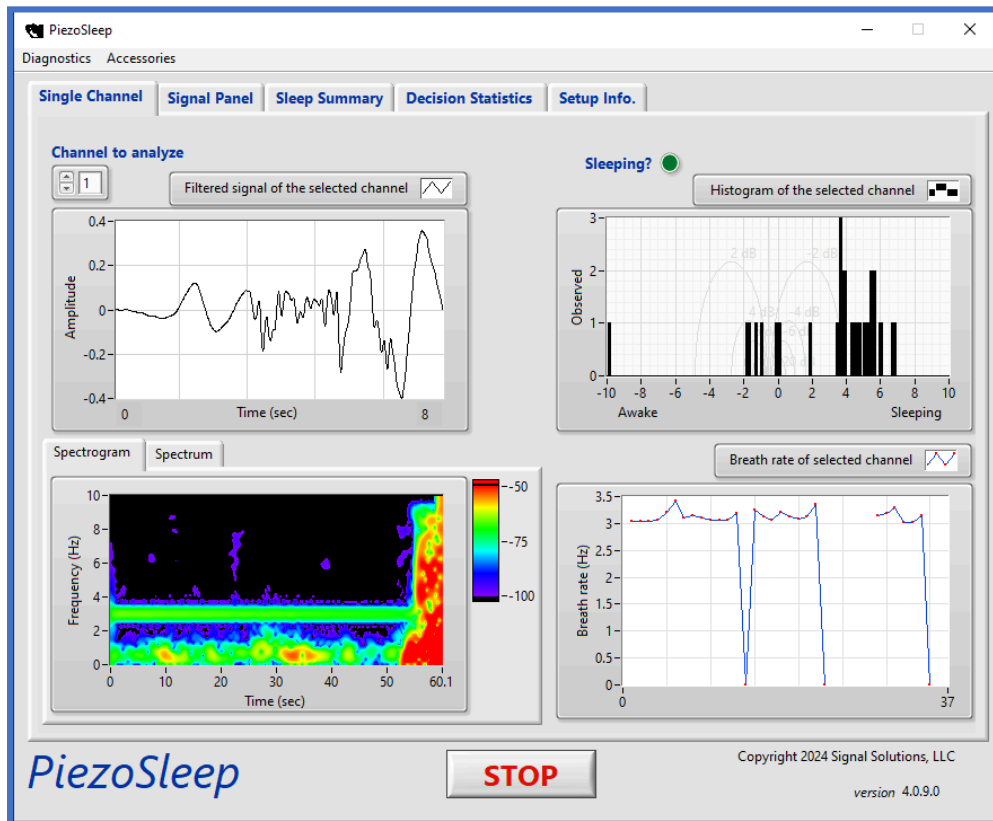 PiezoSleep
Diagnostics Accessories
Single Channel Signal Panel Sleep Summary Decision Statistics Setup Info.
Channel to analyze
1
Filtered signal of the selected channel
0.4
0.2
0
-0.2
-0.4
Amplitude
0 Time (sec) 8
Sleeping?
Histogram of the selected channel
3
2
1
0
Observed
2 dB -2 dB
4 dB -4 dB
-10 -8 -6 -4 -2 0 2 4 6 8 10
Awake Sleeping
Spectrogram Spectrum
10
8
6
4
2
0
Frequency (Hz)
0 10 20 30 40 50 60.1
Time (sec)
-50
-75
-100
Breath rate of selected channel
3.5
3
2.5
2
1.5
1
0.5
0
Breath rate (Hz)
0 37
PiezoSleep
STOP
Copyright 2024 Signal Solutions, LLC
version 4.0.9.0